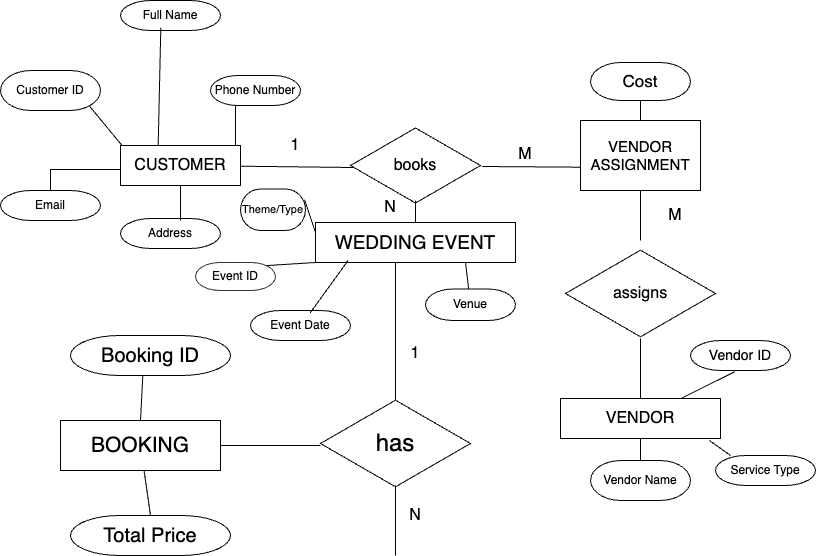 Full Name
Customer ID
Phone Number
Cost
1
CUSTOMER
books
M
VENDOR
ASSIGNMENT
Email
Address
Theme/Type
N
M
WEDDING EVENT
Event ID
Venue
assigns
Event Date
Booking ID
1
Vendor ID
BOOKING
has
VENDOR
Vendor Name
Service Type
Total Price
N